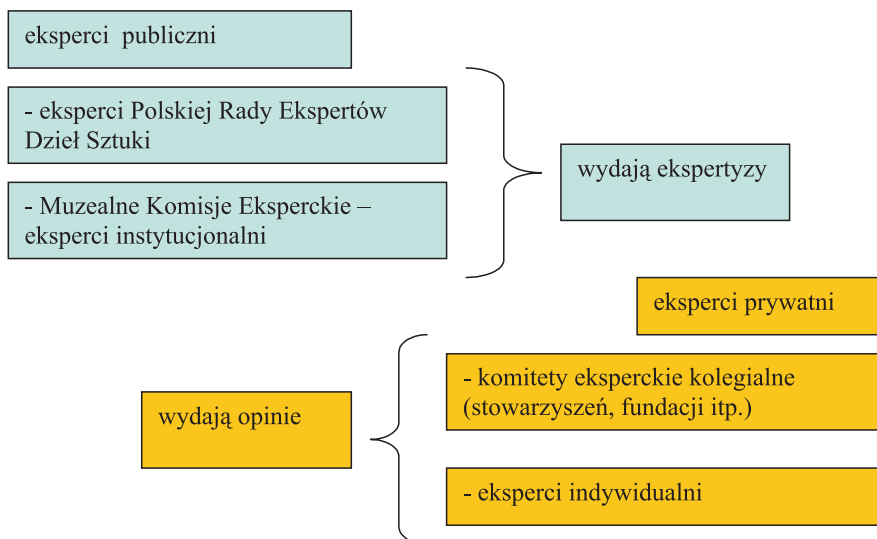 eksperci publiczni
- eksperci Polskiej Rady Ekspertów
Dzieł Sztuki
- Muzealne Komisje Eksperckie –
eksperci instytucjonalni
wydają ekspertyzy
eksperci prywatni
- komitety eksperckie kolegialne
(stowarzyszeń, fundacji itp.)
wydają opinie
- eksperci indywidualni